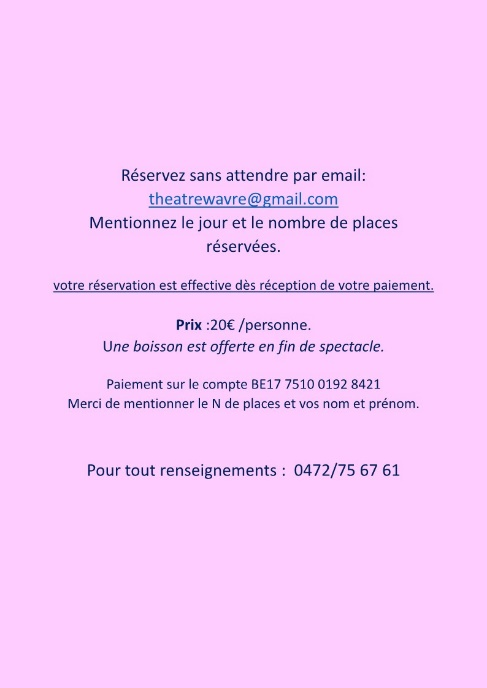 Réservez sans attendre par email:
theatrewavre@gmail.com
Mentionnez le jour et le nombre de places
réservées.
votre réservation est effective dès réception de votre paiement.
Prix :20€ /personne.
Une boisson est offerte en fin de spectacle.
Paiement sur le compte BE17 7510 0192 8421
Merci de mentionner le N de places et vos nom et prénom.
Pour tout renseignements : 0472/75 67 61